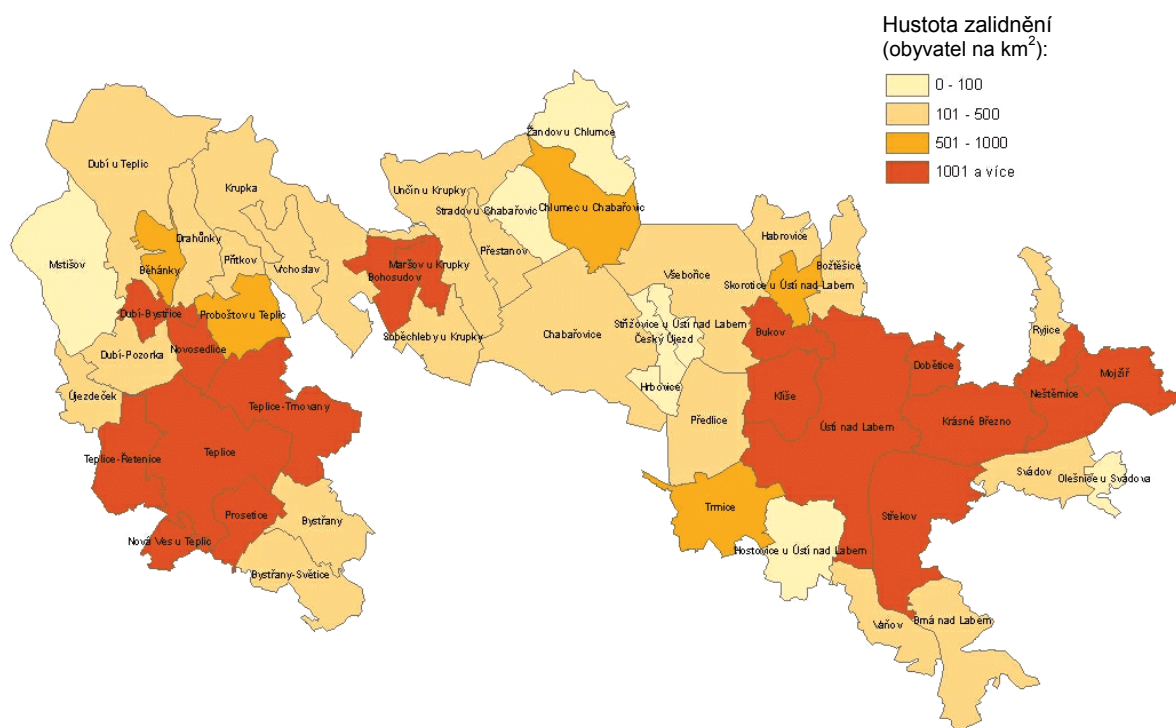 Hustota zalidnění
(obyvatel na km²):
0 - 100
101 - 500
501 - 1000
1001 a více
Žandov u Chlumce
Dubí u Teplic
Krupka
Unčín u Krupky
Stradov u Chabařovic
Chlumec u Chabařovic
Drahůnky
Habrovice
Přestanov
Přítkov
Mstišov
Běhánky
Vrchoslav
Maršov u Krupky
Bohosudov
Všebořice
Božtěšice
Skorotice u Ústí nad Labem
Dubí-Bystřice
Proboštov u Teplic
Střížovice u Ústí nad Labem
Ryjice
Soběchleby u Krupky
Chabařovice
Český Újezd
Bukov
Novosedlice
Dubí-Pozorka
Dobětice
Mojžíř
Hrbovice
Neštěmice
Újezdeček
Klíše
Teplice-Trnovany
Předlice
Krásné Březno
Ústí nad Labem
Teplice
Teplice-Řetenice
Svádov
Olešnice u Svádova
Trmice
Prosetice
Střekov
Bystřany
Nová Ves u Teplic
Hostovice u Ústí nad Labem
Bystřany-Světice
Vaňov
Brná nad Labem